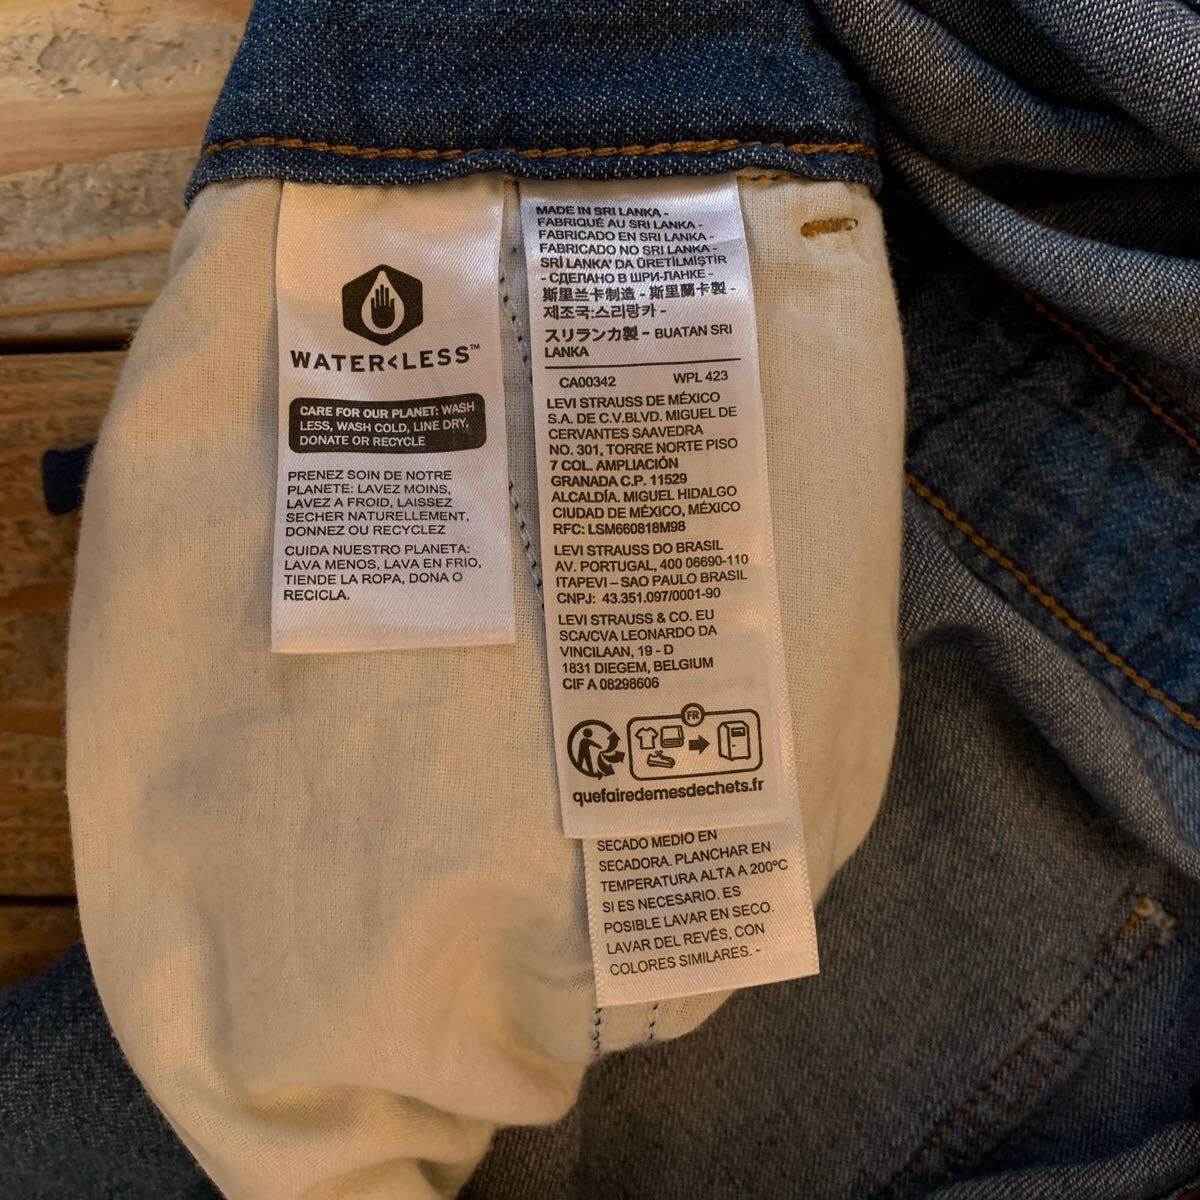 WATER<LESS™
CARE FOR OUR PLANET: WASH
LESS, WASH COLD, LINE DRY,
DONATE OR RECYCLE
PRENEZ SOIN DE NOTRE
PLANETE: LAVEZ MOINS,
LAVEZ A FROID, LAISSEZ
SECHER NATURELLEMENT,
DONNEZ OU RECYCLEZ
CUIDA NUESTRO PLANETA:
LAVA MENOS, LAVA EN FRIO,
TIENDE LA ROPA, DONA O
RECICLA.
MADE IN SRI LANKA -
FABRIQUÉ AU SRI LANKA -
FABRICADO EN SRI LANKA -
FABRICADO NO SRI LANKA -
SRİ LANKA' DA ÜRETİLMİŞTİR
- СДЕЛАНО В ШРИ-ЛАНКЕ -
斯里兰卡制造 - 斯里蘭卡製 -
제조국:스리랑카 -
スリランカ製 - BUATAN SRI
LANKA
CA00342 WPL 423
LEVI STRAUSS DE MÉXICO
S.A. DE C.V.BLVD. MIGUEL DE
CERVANTES SAAVEDRA
NO. 301, TORRE NORTE PISO
7 COL. AMPLIACIÓN
GRANADA C.P. 11529
ALCALDÍA. MIGUEL HIDALGO
CIUDAD DE MÉXICO, MÉXICO
RFC: LSM660818M98
LEVI STRAUSS DO BRASIL
AV. PORTUGAL, 400 06690-110
ITAPEVI – SAO PAULO BRASIL
CNPJ: 43.351.097/0001-90
LEVI STRAUSS & CO. EU
SCA/CVA LEONARDO DA
VINCILAAN, 19 - D
1831 DIEGEM, BELGIUM
CIF A 08298606
FR
quefairedemesdechets.fr
SECADO MEDIO EN
SECADORA. PLANCHAR EN
TEMPERATURA ALTA A 200°C
SI ES NECESARIO. ES
POSIBLE LAVAR EN SECO.
LAVAR DEL REVÉS, CON
COLORES SIMILARES. -